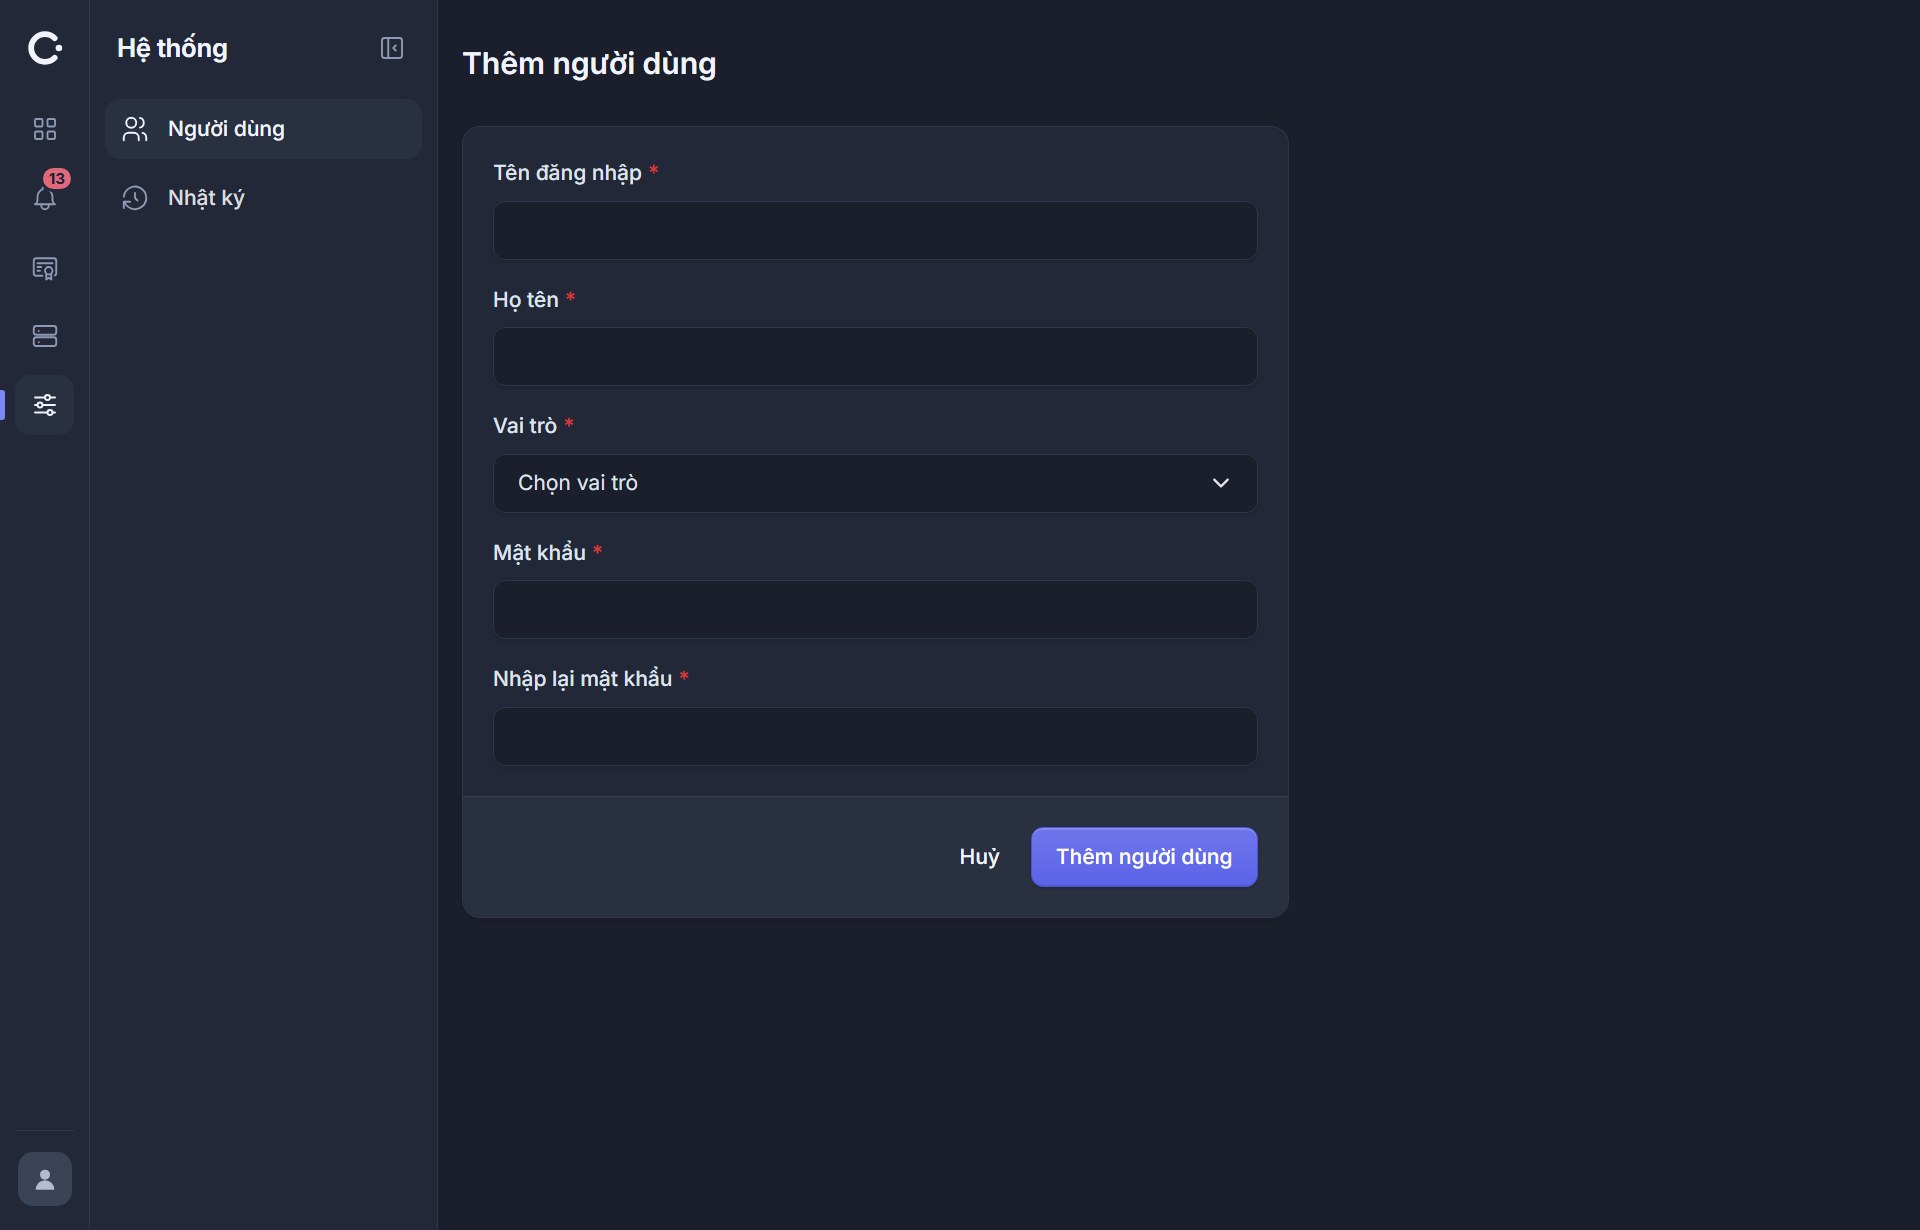 Hệ thống
13
Người dùng
Nhật ký
Thêm người dùng
Tên đăng nhập *
Họ tên *
Vai trò *
Chọn vai trò
Mật khẩu *
Nhập lại mật khẩu *
Huỷ
Thêm người dùng